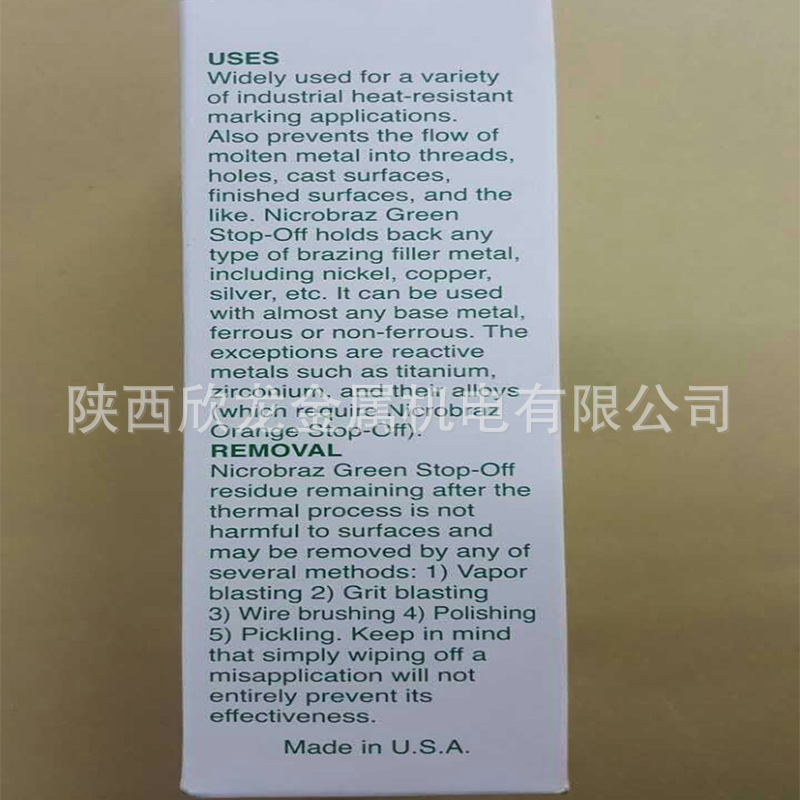 USES
Widely used for a variety
of industrial heat-resistant
marking applications.
Also prevents the flow of
molten metal into threads,
holes, cast surfaces,
finished surfaces, and the
like. Nicrobraz Green
Stop-Off holds back any
type of brazing filler metal,
including nickel, copper,
silver, etc. It can be used
with almost any base metal,
ferrous or non-ferrous. The
exceptions are reactive
metals such as titanium,
zirconium, and their alloys
陕西欣龙金属机电有限公司
(which require Nicrobraz
Orange Stop-Off).
REMOVAL
Nicrobraz Green Stop-Off
residue remaining after the
thermal process is not
harmful to surfaces and
may be removed by any of
several methods: 1) Vapor
blasting 2) Grit blasting
3) Wire brushing 4) Polishing
5) Pickling. Keep in mind
that simply wiping off a
misapplication will not
entirely prevent its
effectiveness.
Made in U.S.A.